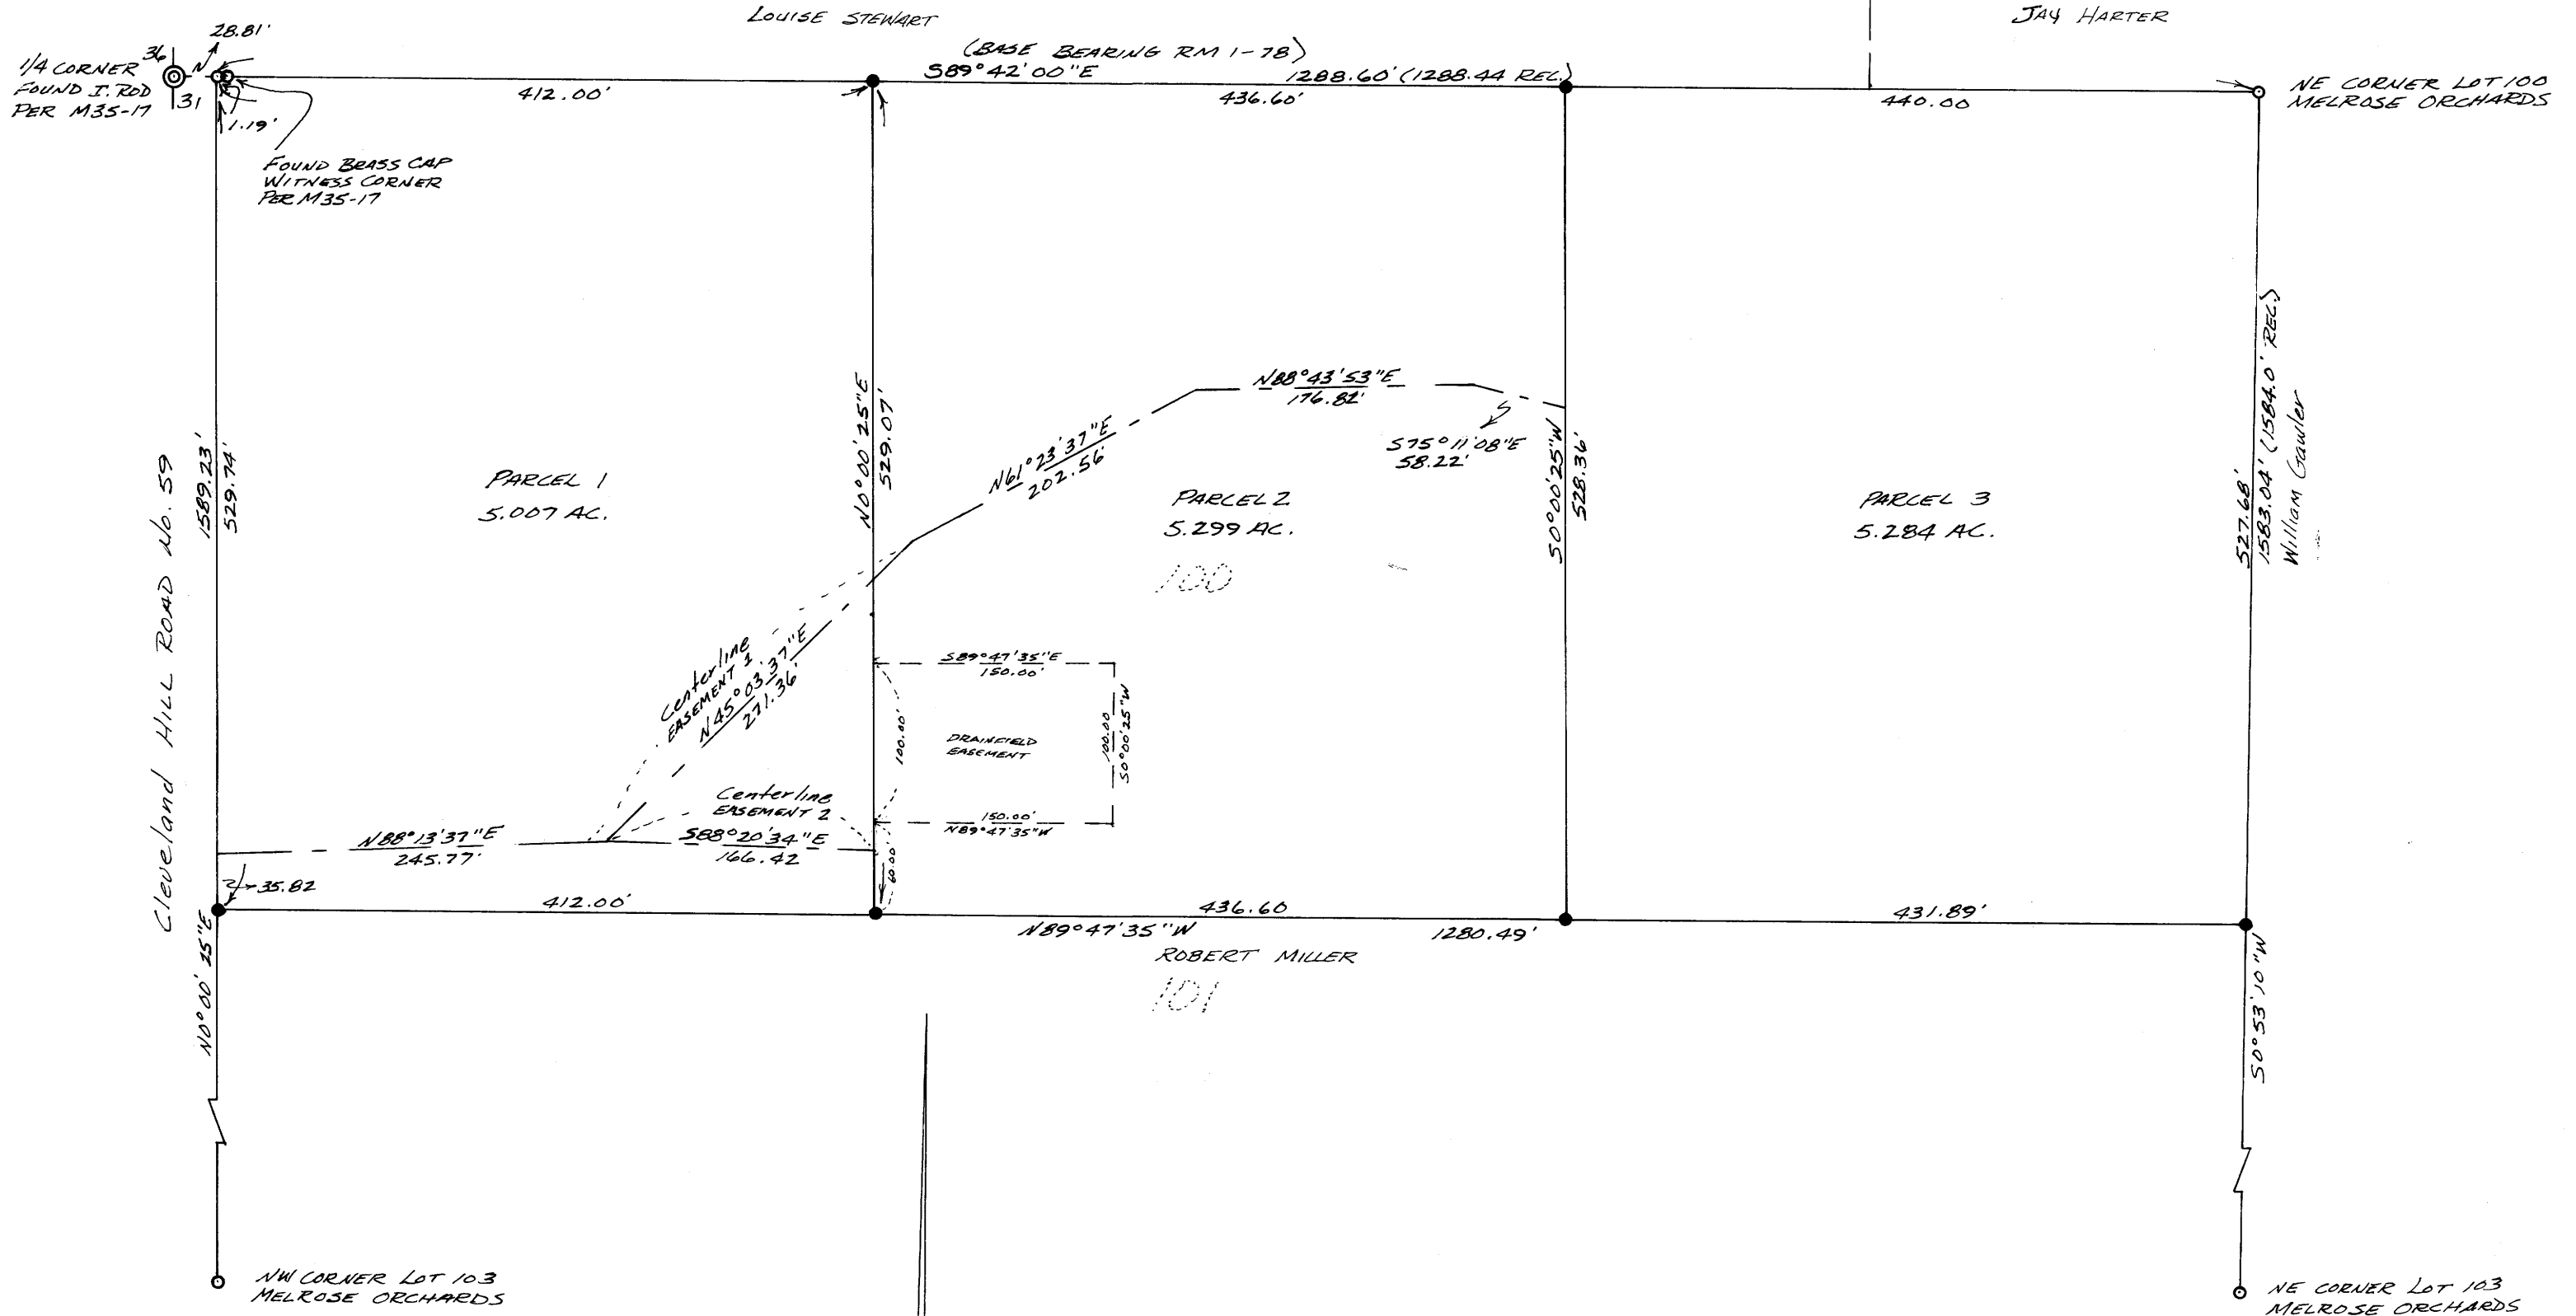 LOUISE STEWART
JAY HARTER
28.81'
(BASE BEARING RM 1-78)
S89°42'00"E
1288.60' (1288.44 REC.)
1/4 CORNER
FOUND I. ROD
PER M35-17
36
31
N
1.19'
412.00'
436.60'
440.00
NE CORNER LOT 100
MELROSE ORCHARDS
FOUND BRASS CAP
WITNESS CORNER
PER M35-17
N88°43'53"E
176.82'
S75°11'08"E
58.22'
N61°23'37"E
202.56'
N0°00'25"E
529.07'
S0°00'25"W
528.36'
1589.23'
529.74'
PARCEL 1
5.007 AC.
PARCEL 2
5.299 AC.
100
PARCEL 3
5.284 AC.
527.68'
1583.04' (1584.0' REC.)
William Gawler
Cleveland HILL ROAD No. 59
Centerline
EASEMENT 1
N45°03'37"E
271.36'
S89°47'35"E
150.00'
100.00'
DRAINFIELD
EASEMENT
100.00
S0°00'25"W
150.00'
N89°47'35"W
60.00'
Centerline
EASEMENT 2
N88°13'37"E
245.77'
S88°20'34"E
166.42
35.82
412.00'
436.60
431.89'
N89°47'35"W
1280.49'
ROBERT MILLER
101
N0°00'25"E
S0°53'10"W
NW CORNER LOT 103
MELROSE ORCHARDS
NE CORNER LOT 103
MELROSE ORCHARDS